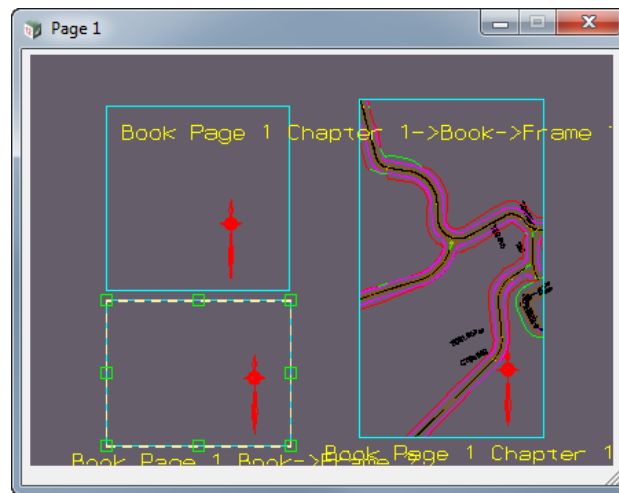 Page 1
Book Page 1 Chapter 1->Book->Frame
Book Page 1 Chapter 1
Book Page 1 Book->Frame